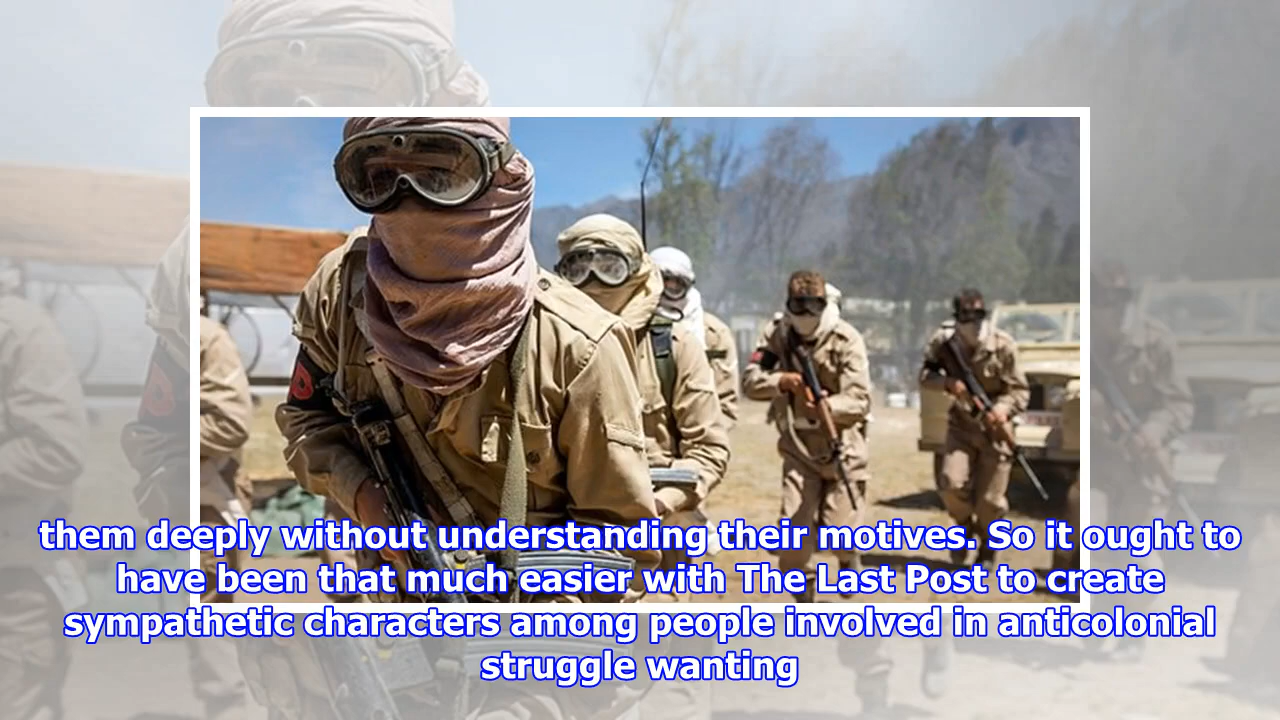 them deeply without understanding their motives. So it ought to
have been that much easier with The Last Post to create
sympathetic characters among people involved in anticolonial
struggle wanting